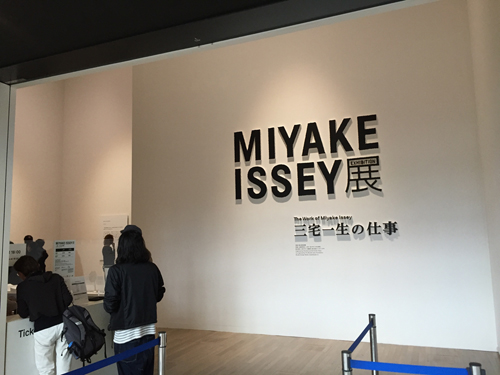 MIYAKE
ISSEY展
EXHIBITION
The Work of Miyake Issey
三宅一生の仕事
Tick